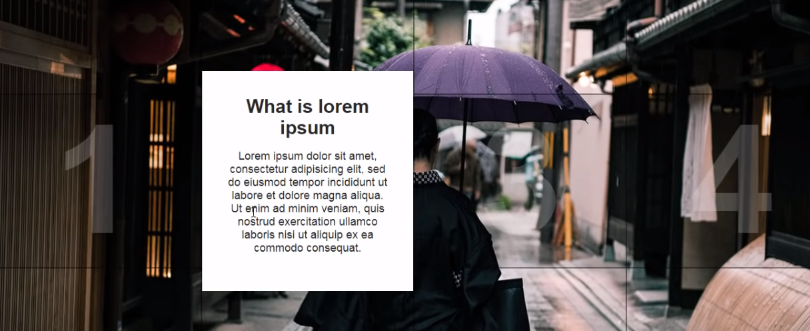 What is lorem
ipsum
Lorem ipsum dolor sit amet,
consectetur adipisicing elit, sed
do eiusmod tempor incididunt ut
labore et dolore magna aliqua.
Ut enim ad minim veniam, quis
nostrud exercitation ullamco
laboris nisi ut aliquip ex ea
commodo consequat.
1
3
4